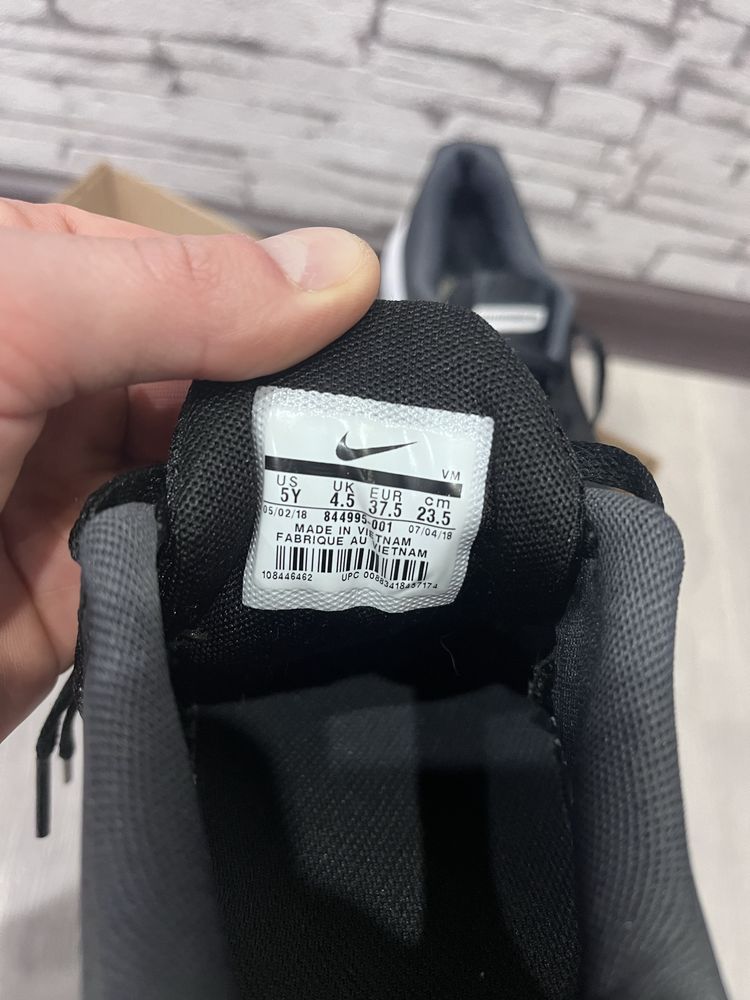 VM
US UK EUR cm
5Y 4.5 37.5 23.5
05/02/18 844995-001 07/04/18
MADE IN VIETNAM
FABRIQUE AU VIETNAM
108446462 UPC